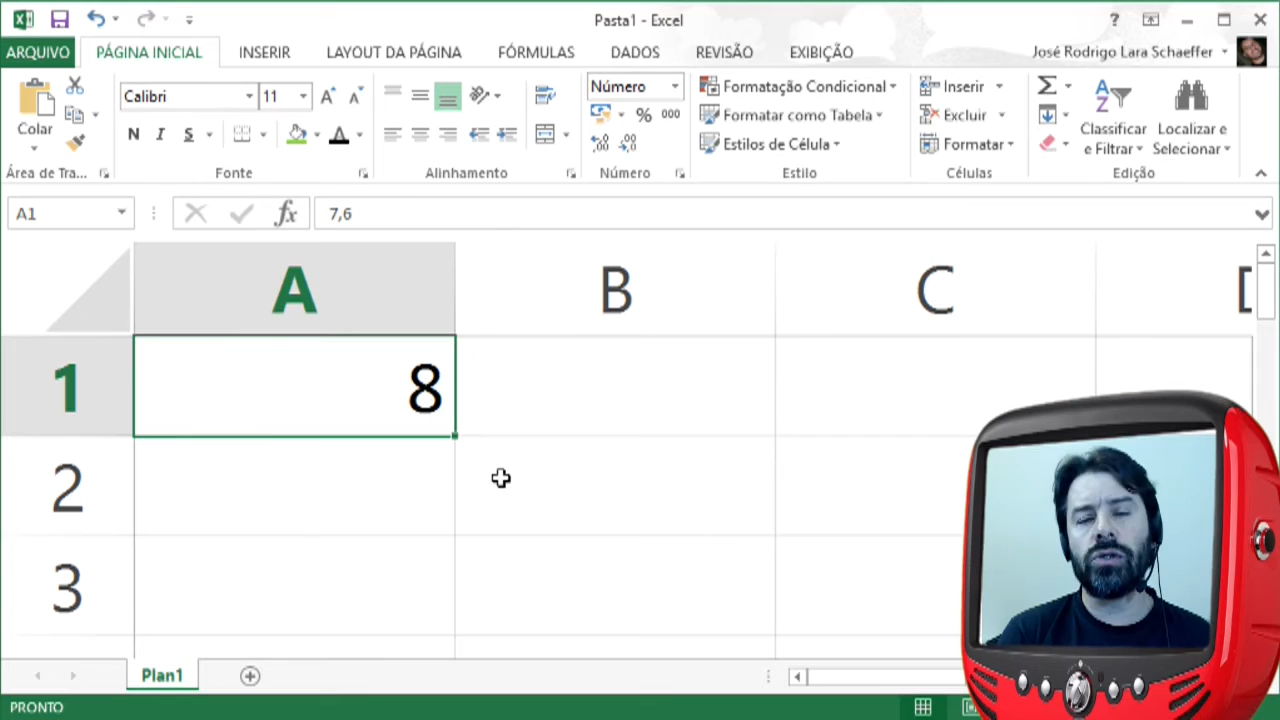 Pasta1 - Excel
?
ARQUIVO PÁGINA INICIAL INSERIR LAYOUT DA PÁGINA FÓRMULAS DADOS REVISÃO EXIBIÇÃO José Rodrigo Lara Schaeffer
Colar
Calibri 11
N I S A
Número
% 000
Formatação Condicional
Formatar como Tabela
Estilos de Célula
Inserir
Excluir
Formatar
Σ
Classificar
e Filtrar
Localizar e
Selecionar
Área de Tra... Fonte Alinhamento Número Estilo Células Edição
A1 fx 7,6
A B C D
1 8
2
3
Plan1
PRONTO